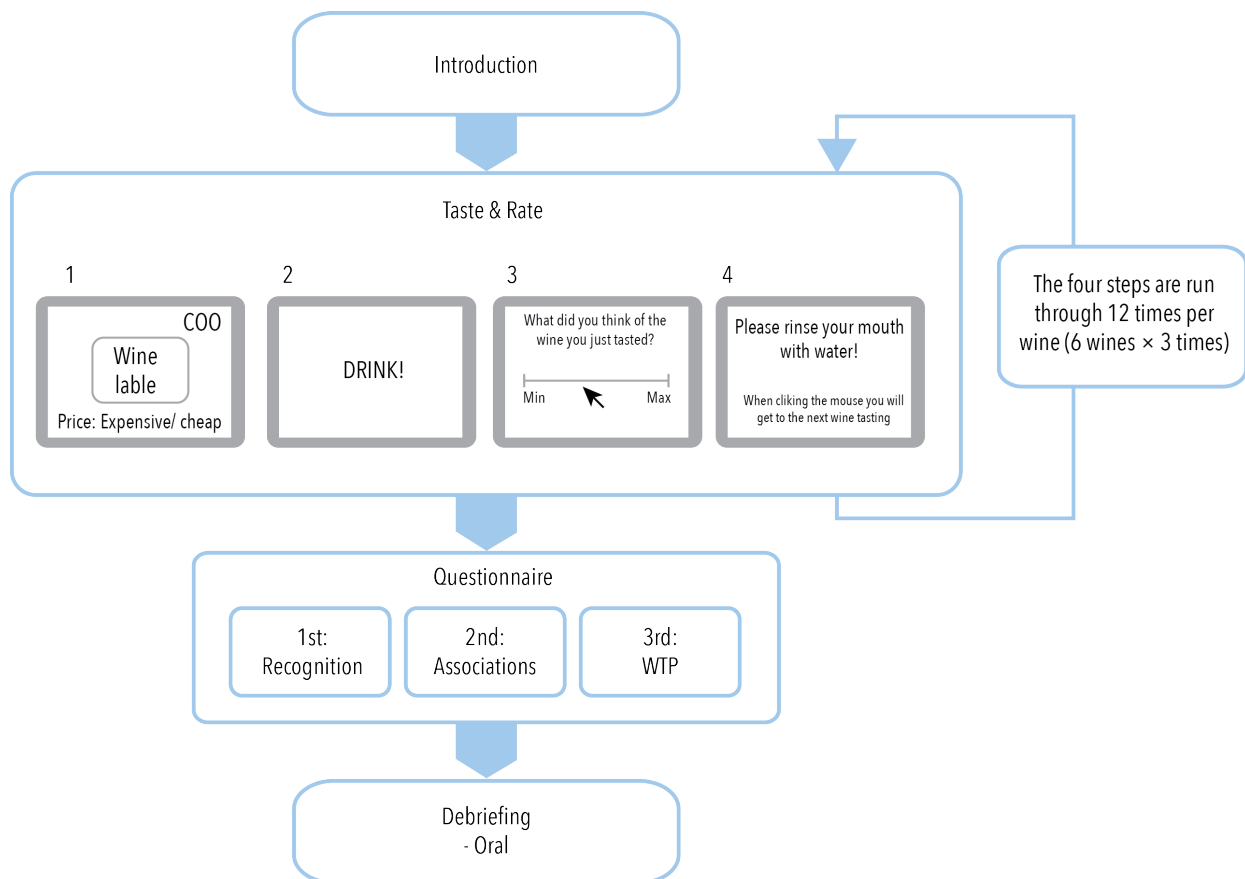 Introduction
Taste & Rate
1
2
3
4
COO
Wine
lable
Price: Expensive/ cheap
DRINK!
What did you think of the
wine you just tasted?
Min
Max
Please rinse your mouth
with water!
When cliking the mouse you will
get to the next wine tasting
The four steps are run
through 12 times per
wine (6 wines × 3 times)
Questionnaire
1st:
Recognition
2nd:
Associations
3rd:
WTP
Debriefing
- Oral